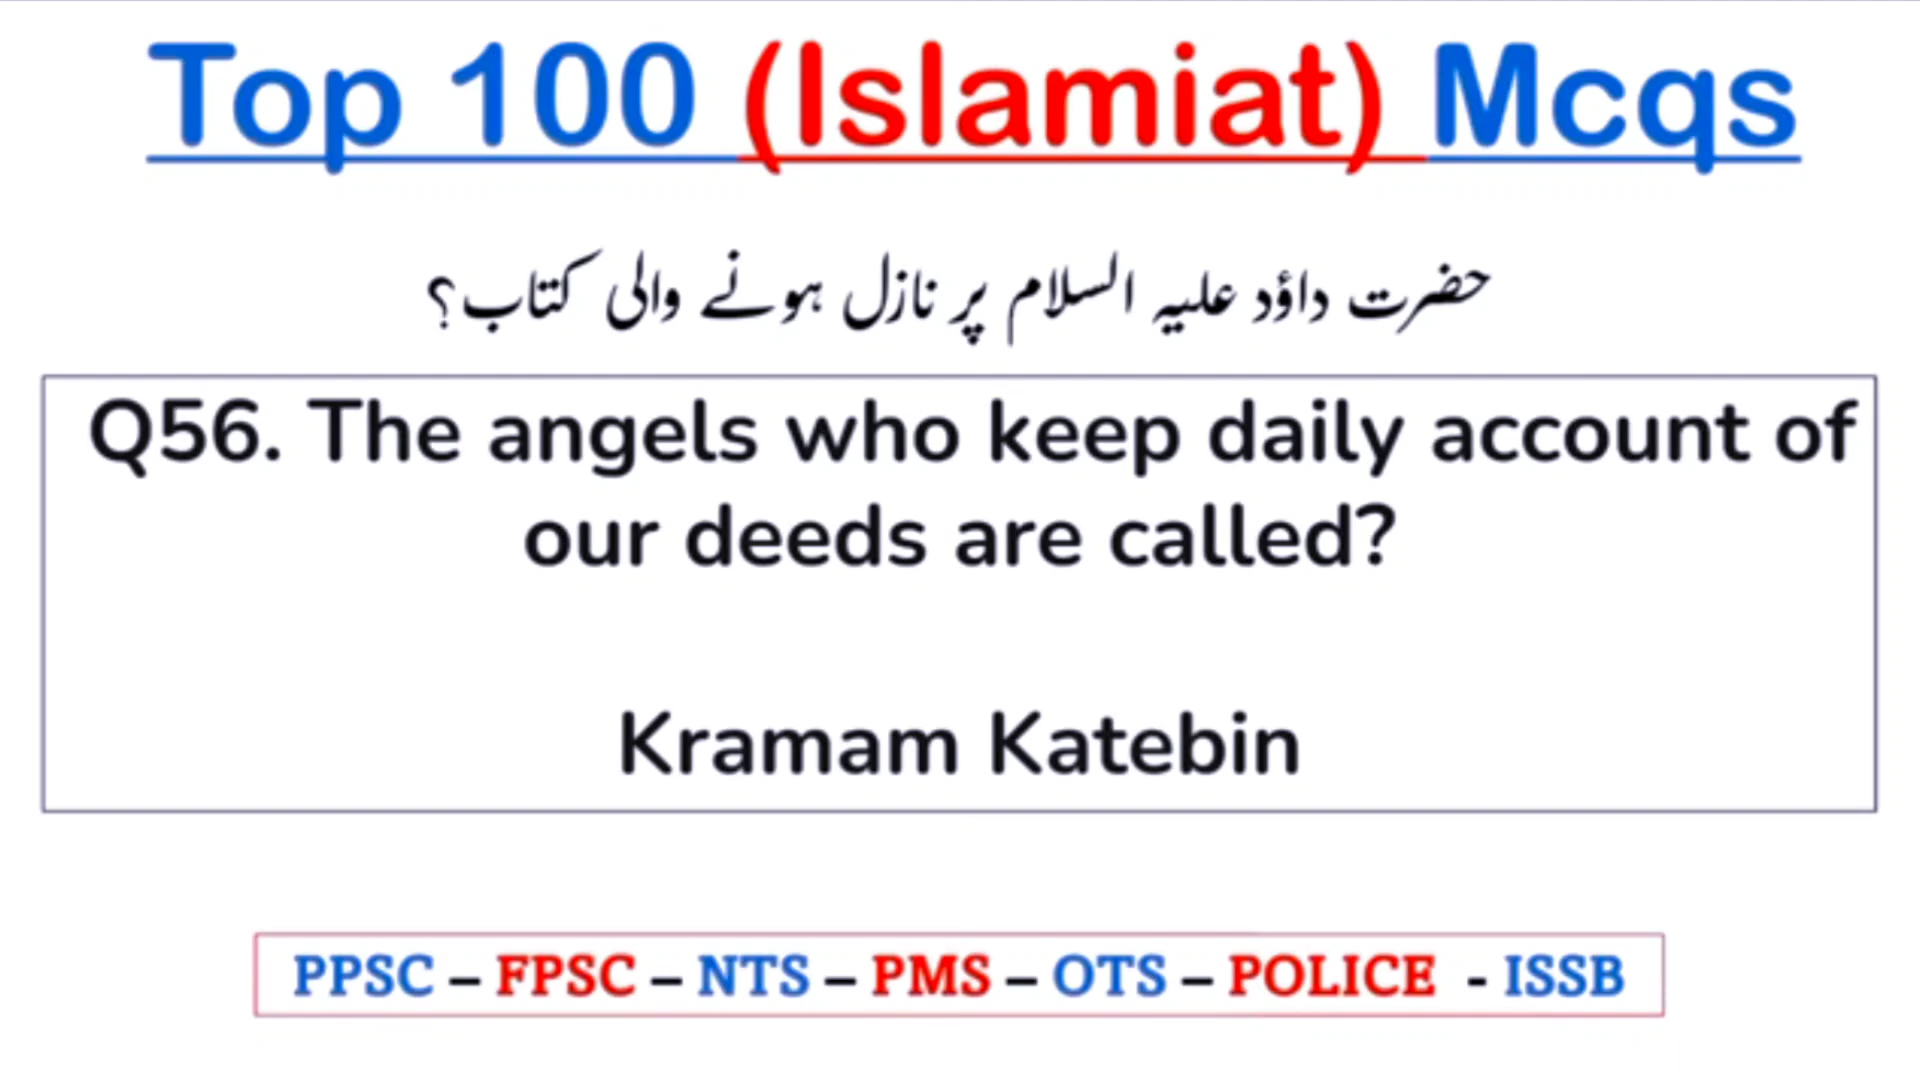 Top 100 (Islamiat) Mcqs
حضرت داؤد علیہ السلام پر نازل ہونے والی کتاب؟
Q56. The angels who keep daily account of
our deeds are called?
Kramam Katebin
PPSC – FPSC – NTS – PMS – OTS – POLICE - ISSB